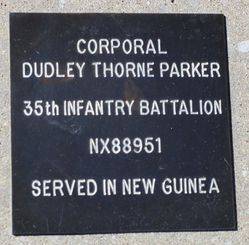 CORPORAL
DUDLEY THORNE PARKER
35th INFANTRY BATTALION
NX88951
SERVED IN NEW GUINEA